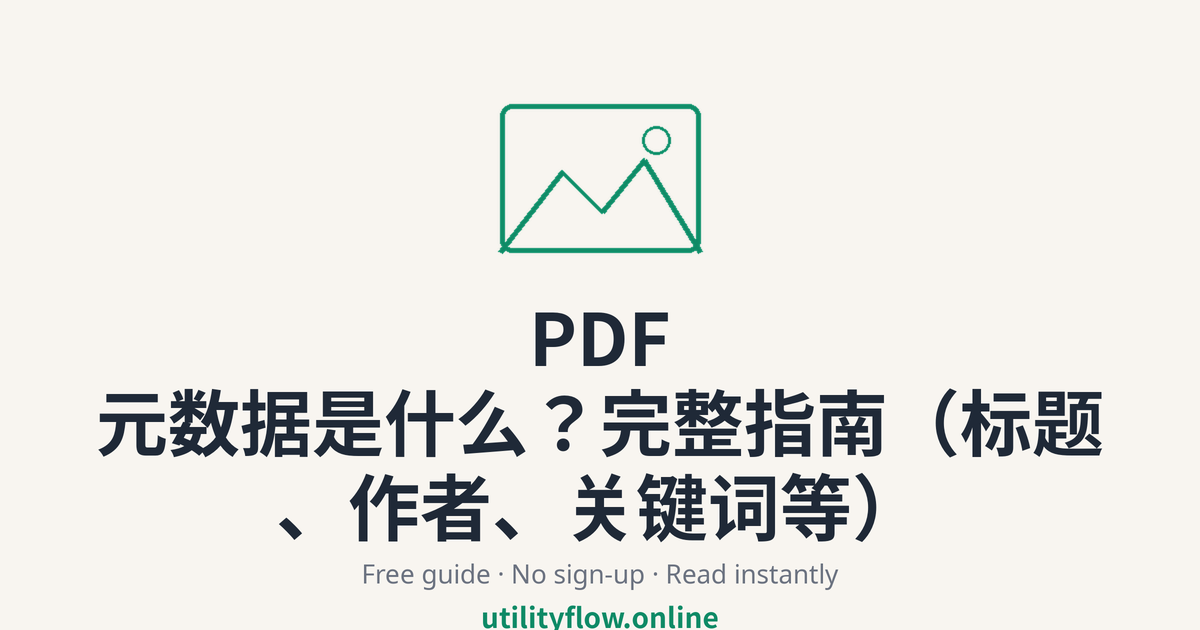 PDF
元数据是什么？完整指南（标题
、作者、关键词等）
Free guide · No sign-up · Read instantly
utilityflow.online